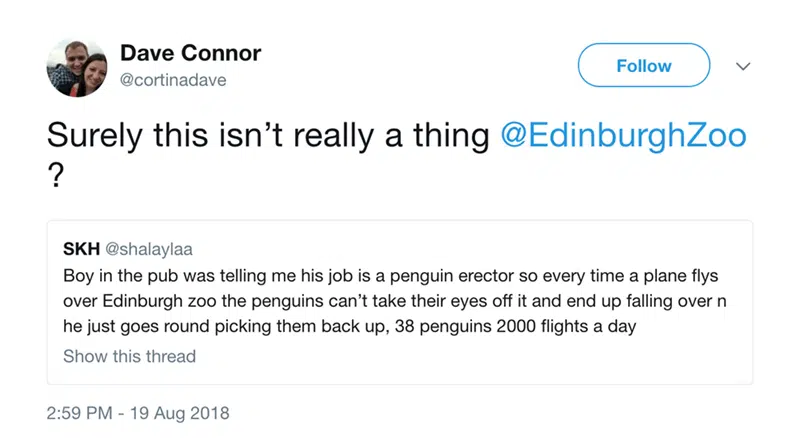 Dave Connor
@cortinadave
Follow
Surely this isn’t really a thing @EdinburghZoo
?
SKH @shalaylaa
Boy in the pub was telling me his job is a penguin erector so every time a plane flys
over Edinburgh zoo the penguins can’t take their eyes off it and end up falling over n
he just goes round picking them back up, 38 penguins 2000 flights a day
Show this thread
2:59 PM - 19 Aug 2018